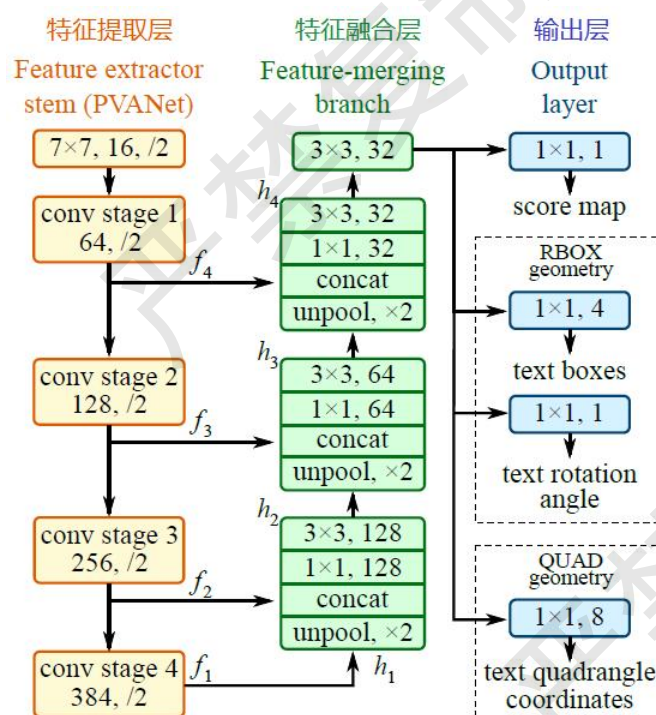 特征提取层
Feature extractor
stem (PVANet)
7×7, 16, /2
conv stage 1
64, /2
f4
conv stage 2
128, /2
f3
conv stage 3
256, /2
f2
conv stage 4
384, /2
f1
特征融合层
Feature-merging
branch
3×3, 32
h4
3×3, 32
1×1, 32
concat
unpool, ×2
h3
3×3, 64
1×1, 64
concat
unpool, ×2
h2
3×3, 128
1×1, 128
concat
unpool, ×2
h1
输出层
Output
layer
1×1, 1
score map
RBOX
geometry
1×1, 4
text boxes
1×1, 1
text rotation
angle
QUAD
geometry
1×1, 8
text quadrangle
coordinates
严禁复制